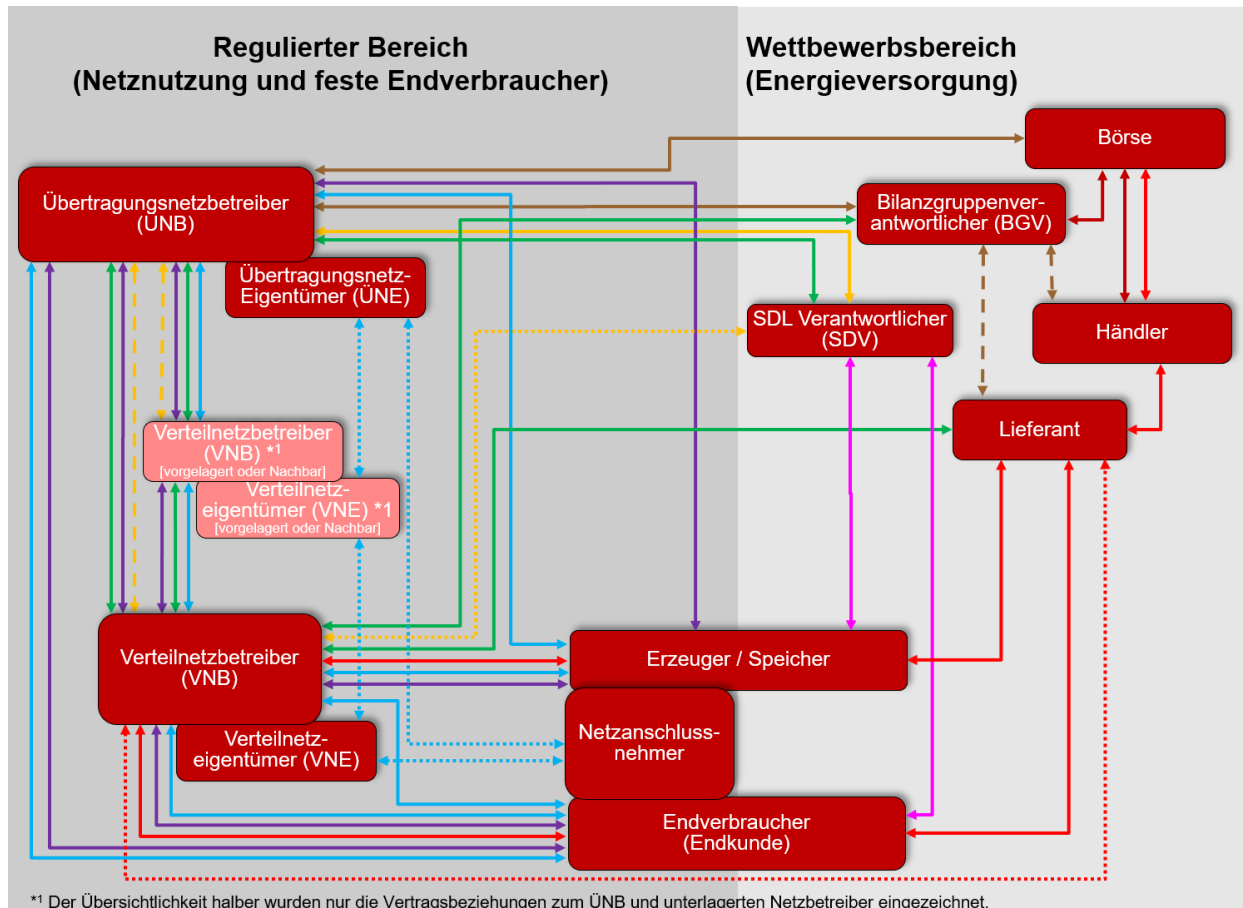 Regulierter Bereich
(Netznutzung und feste Endverbraucher)
Wettbewerbsbereich
(Energieversorgung)
Börse
Übertragungsnetzbetreiber
(ÜNB)
Bilanzgruppenver-
antwortlicher (BGV)
Übertragungsnetz-
Eigentümer (ÜNE)
SDL Verantwortlicher
(SDV)
Händler
Lieferant
Verteilnetzbetreiber
(VNB) *1
[vorgelagert oder Nachbar]
Verteilnetz-
eigentümer (VNE) *1
[vorgelagert oder Nachbar]
Verteilnetzbetreiber
(VNB)
Erzeuger / Speicher
Netzanschluss-
nehmer
Verteilnetz-
eigentümer (VNE)
Endverbraucher
(Endkunde)
*1 Der Übersichtlichkeit halber wurden nur die Vertragsbeziehungen zum ÜNB und unterlagerten Netzbetreiber eingezeichnet.